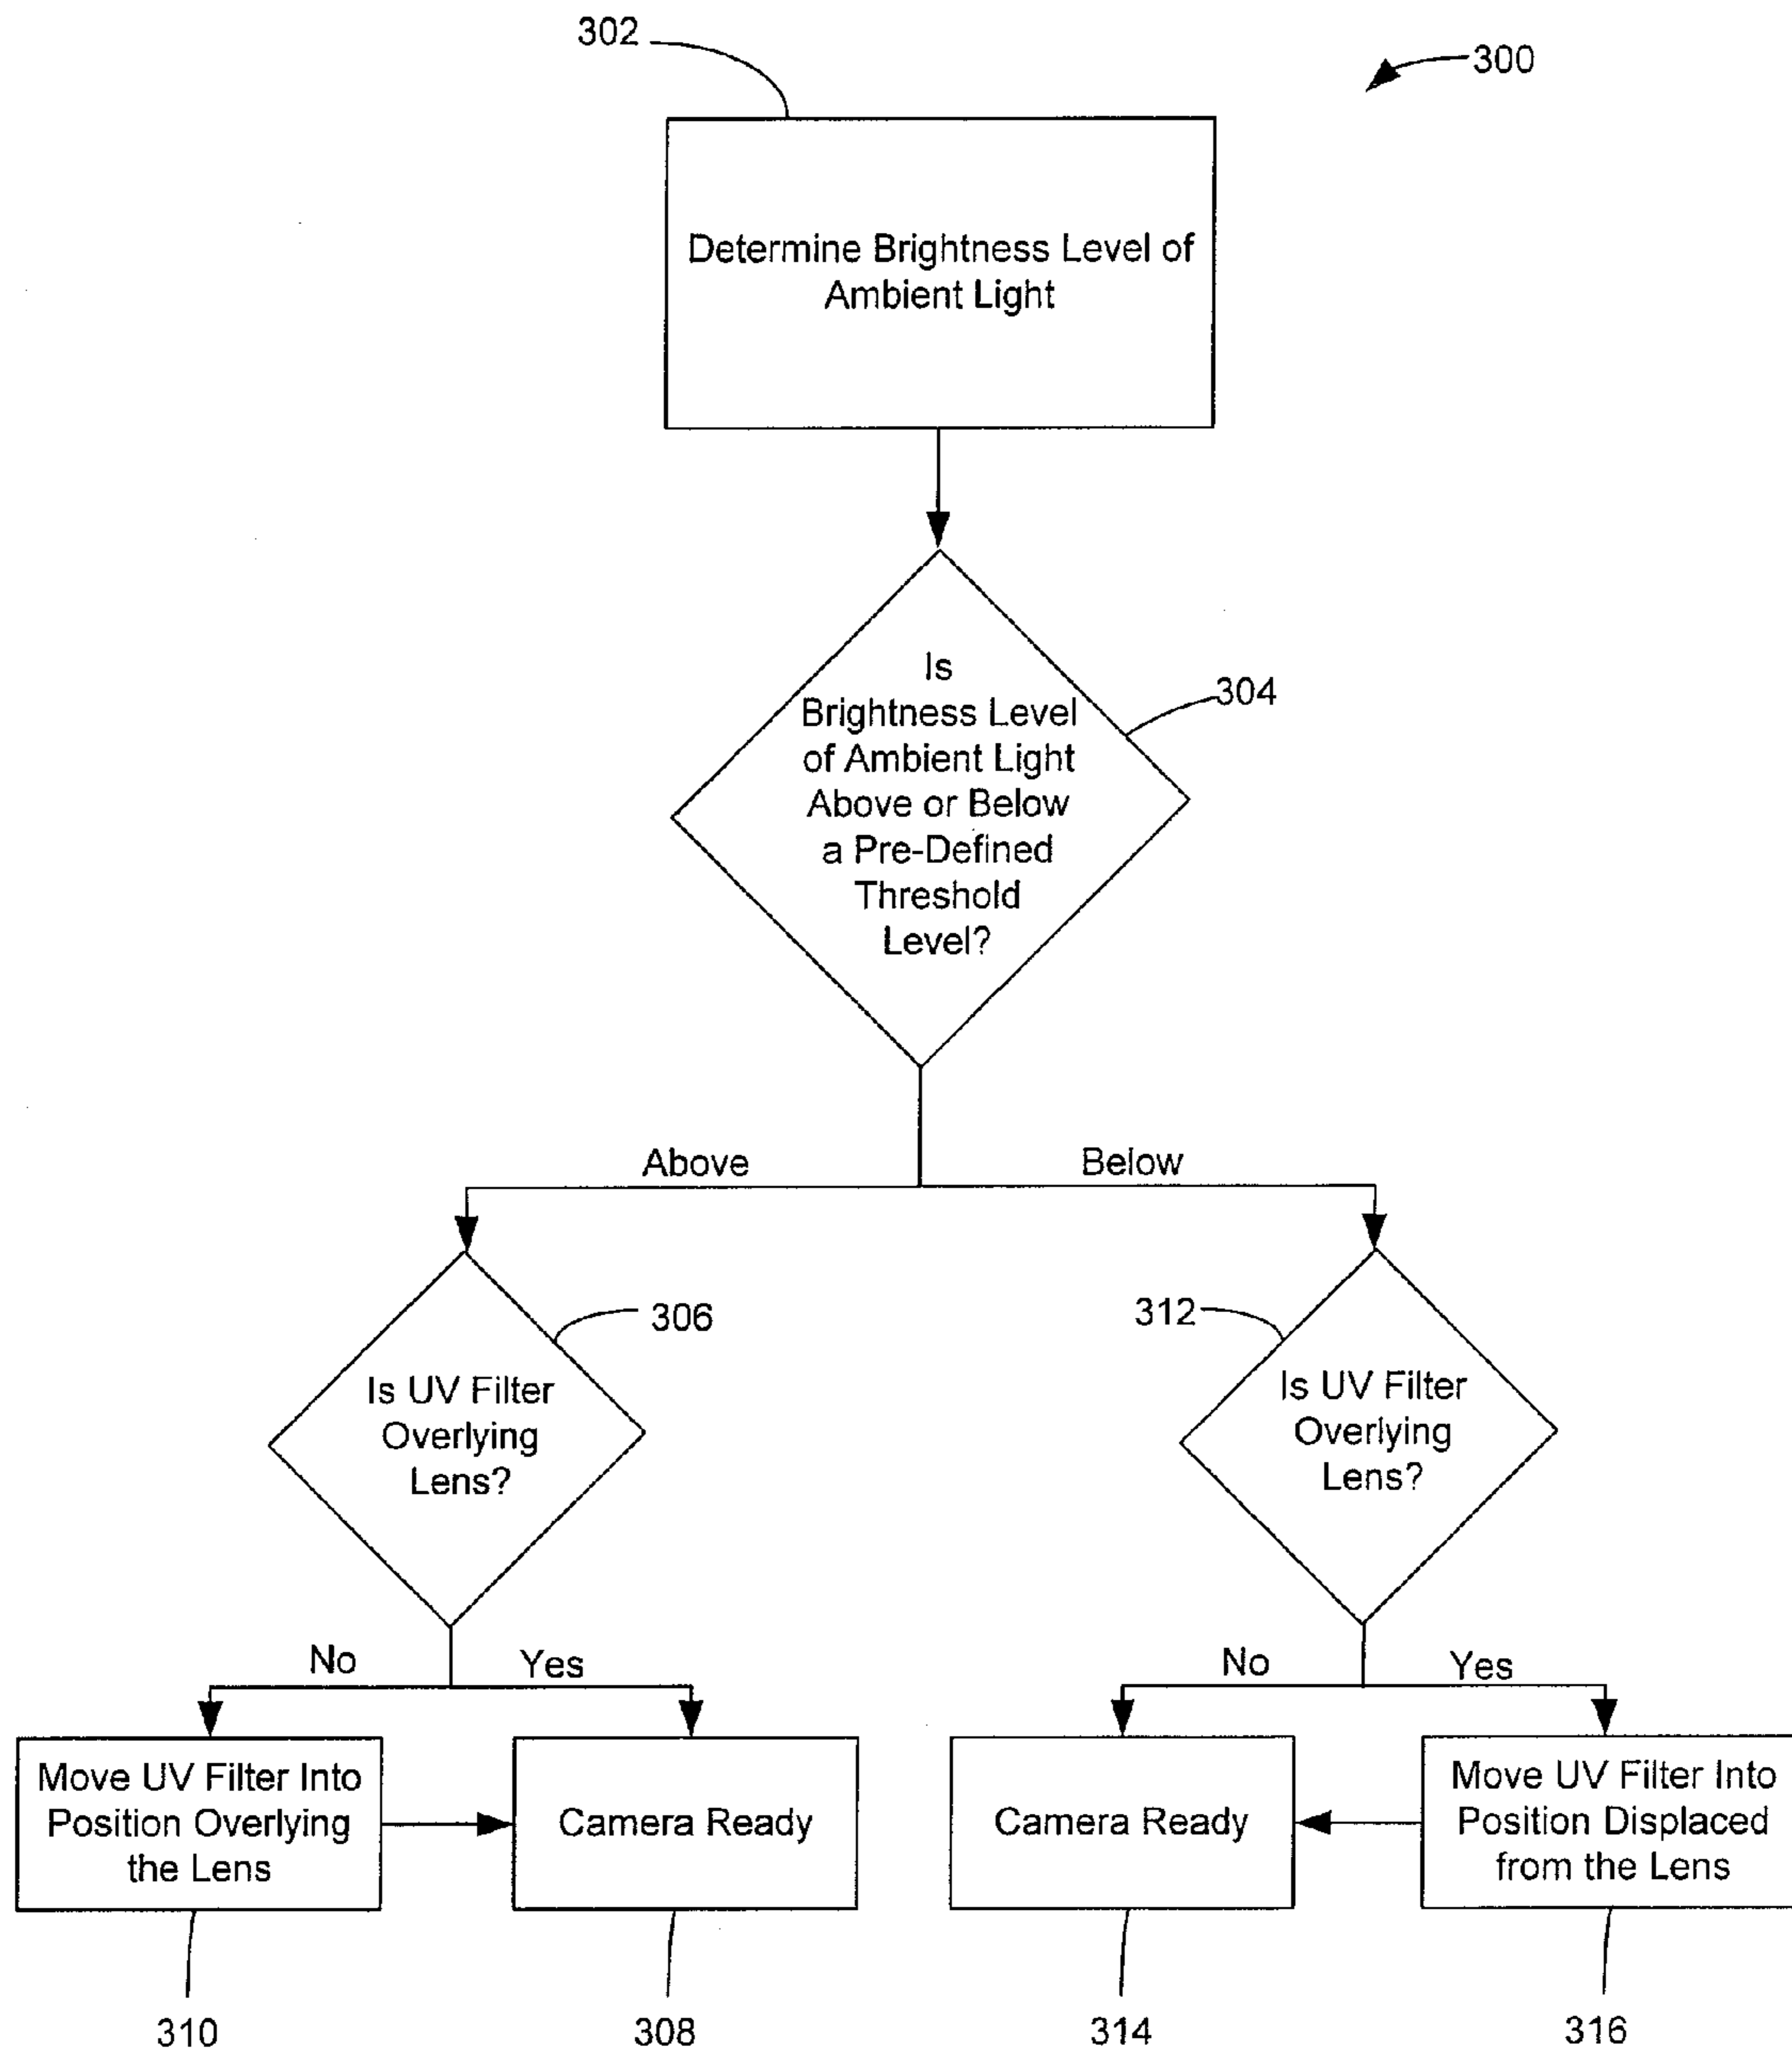 302
300
Determine Brightness Level of
Ambient Light
Is
Brightness Level
of Ambient Light
Above or Below
a Pre-Defined
Threshold
Level?
304
Above
Below
306
Is UV Filter
Overlying
Lens?
312
Is UV Filter
Overlying
Lens?
No
Yes
No
Yes
Move UV Filter Into
Position Overlying
the Lens
Camera Ready
Camera Ready
Move UV Filter Into
Position Displaced
from the Lens
310
308
314
316